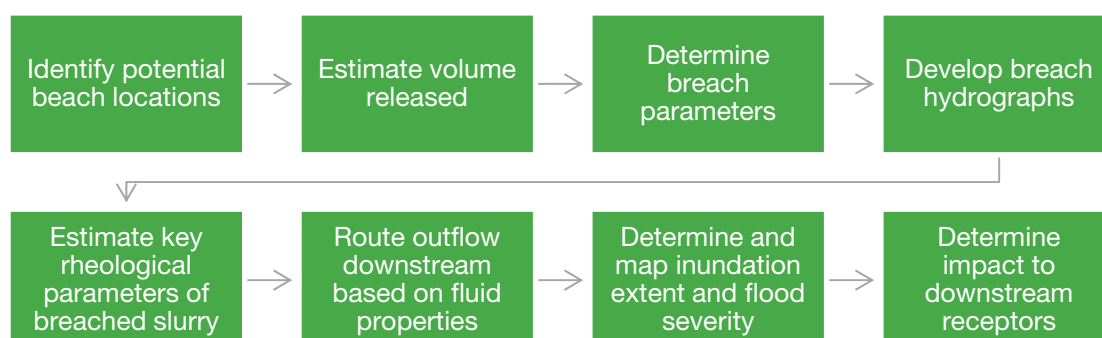 Identify potential
beach locations
Estimate volume
released
Determine
breach
parameters
Develop breach
hydrographs
Estimate key
rheological
parameters of
breached slurry
Route outflow
downstream
based on fluid
properties
Determine and
map inundation
extent and flood
severity
Determine
impact to
downstream
receptors